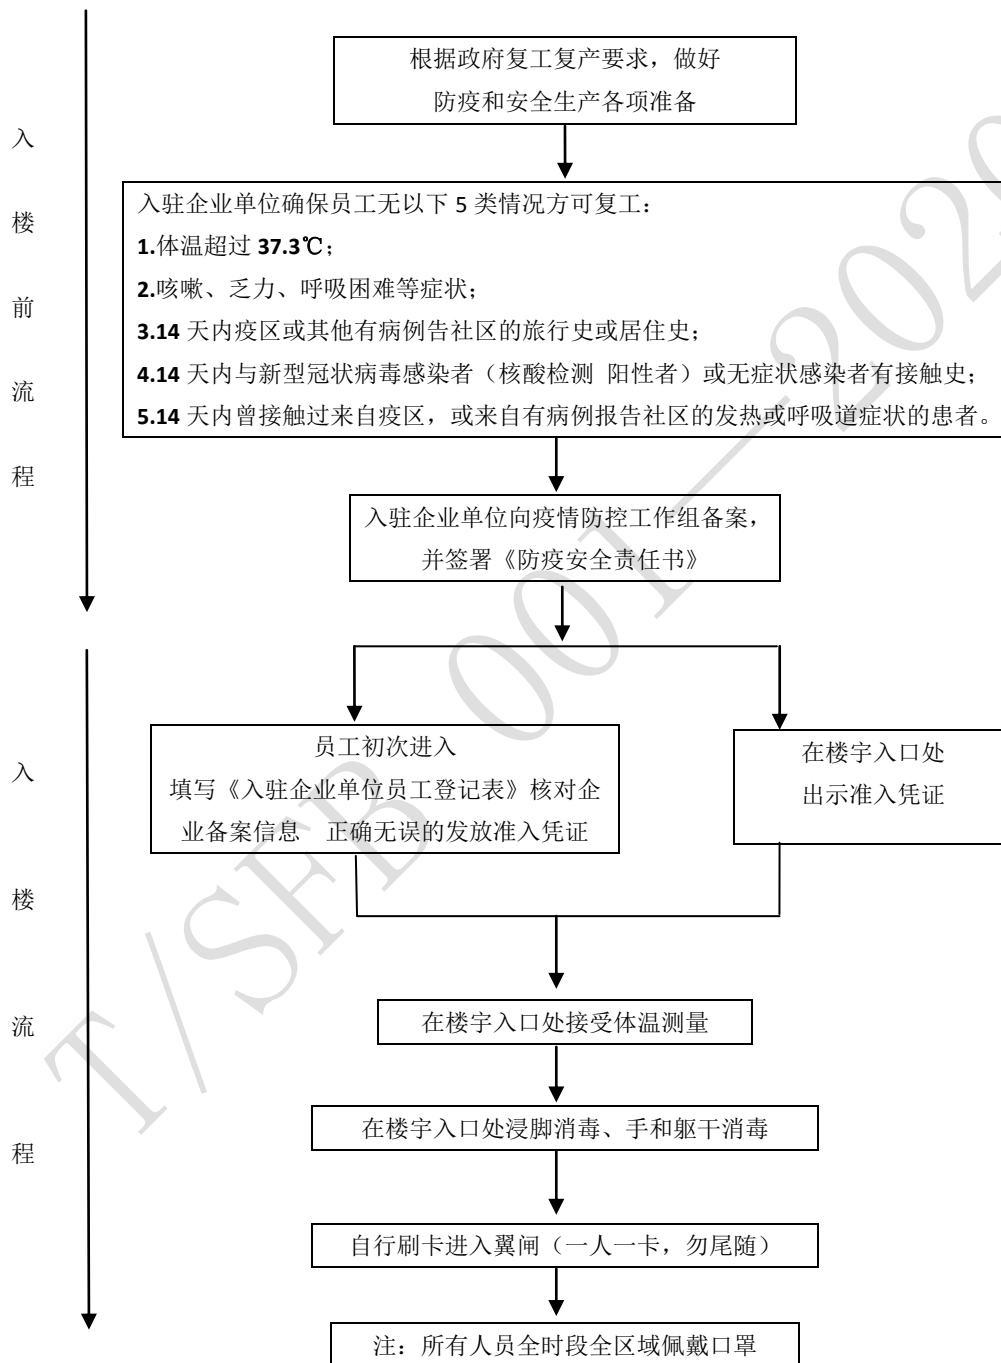 根据政府复工复产要求，做好
防疫和安全生产各项准备
入驻企业单位确保员工无以下 5 类情况方可复工：
1.体温超过 37.3℃；
2.咳嗽、乏力、呼吸困难等症状；
3.14 天内疫区或其他有病例告社区的旅行史或居住史；
4.14 天内与新型冠状病毒感染者（核酸检测 阳性者）或无症状感染者有接触史；
5.14 天内曾接触过来自疫区，或来自有病例报告社区的发热或呼吸道症状的患者。
入驻企业单位向疫情防控工作组备案，
并签署《防疫安全责任书》
入楼前流程
员工初次进入
填写《入驻企业单位员工登记表》核对企
业备案信息　正确无误的发放准入凭证
在楼宇入口处
出示准入凭证
在楼宇入口处接受体温测量
在楼宇入口处浸脚消毒、手和躯干消毒
自行刷卡进入翼闸（一人一卡，勿尾随）
注：所有人员全时段全区域佩戴口罩
入楼流程
T/SFB 001—2020